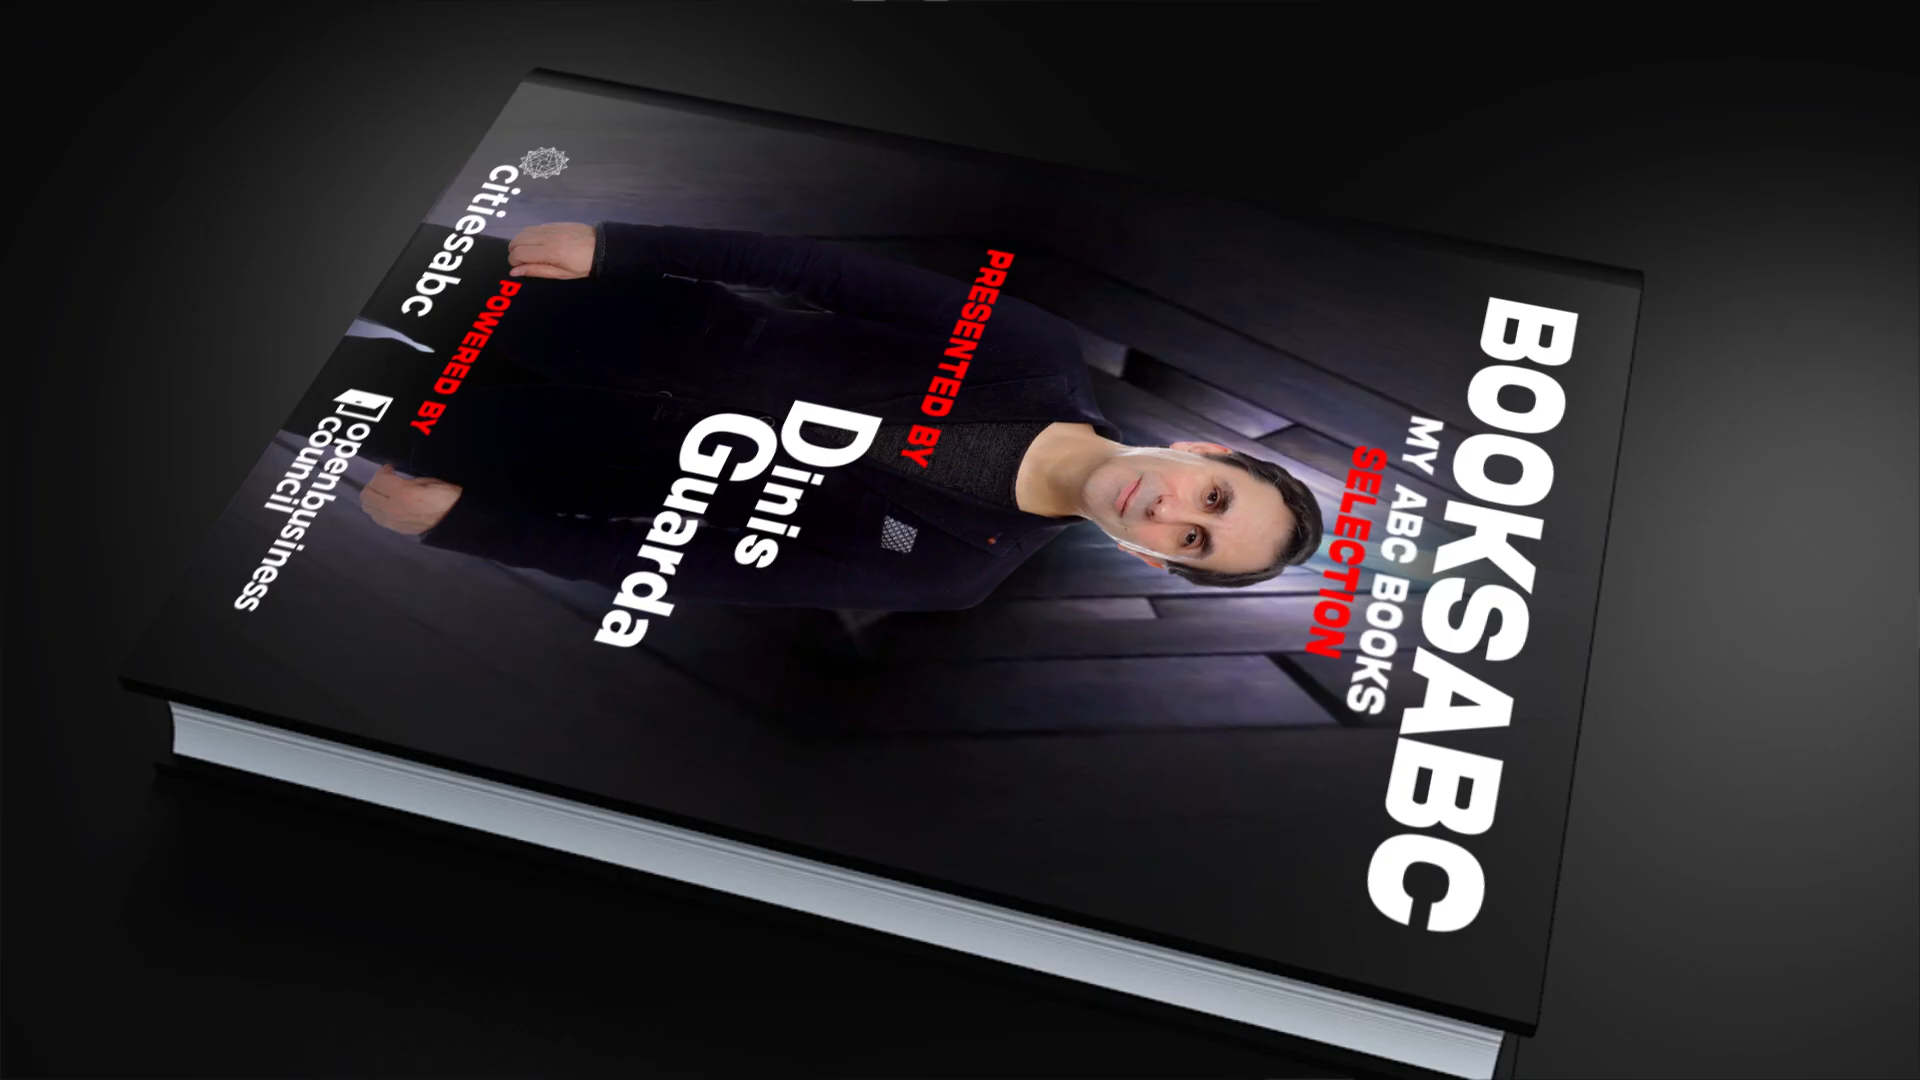 BOOKSABC
MY ABC BOOKS
SELECTION
PRESENTED BY
Dinis
Guarda
POWERED BY
citiesabc
openbusiness
council